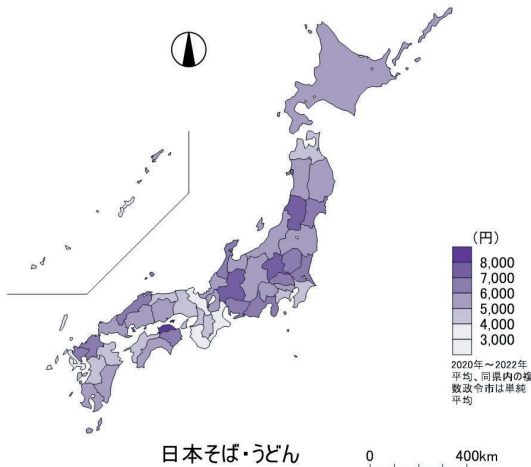 (円)
8,000
7,000
6,000
5,000
4,000
3,000
2020年～2022年
平均、同県内の複
数政令市は単純
平均
日本そば・うどん
0 400km